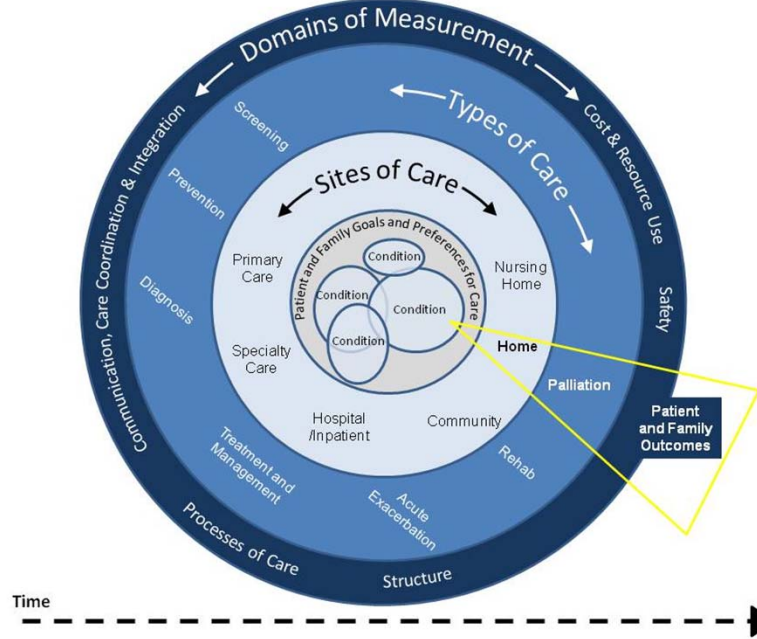 Domains of Measurement
Communication, Care Coordination & Integration
Cost & Resource Use
Safety
Patient
and Family
Outcomes
Structure
Processes of Care
Types of Care
Screening
Prevention
Diagnosis
Treatment and
Management
Acute
Exacerbation
Rehab
Palliation
Sites of Care
Primary
Care
Specialty
Care
Hospital
/Inpatient
Community
Home
Nursing
Home
Patient and Family Goals and Preferences for Care
Condition
Condition
Condition
Condition
Time